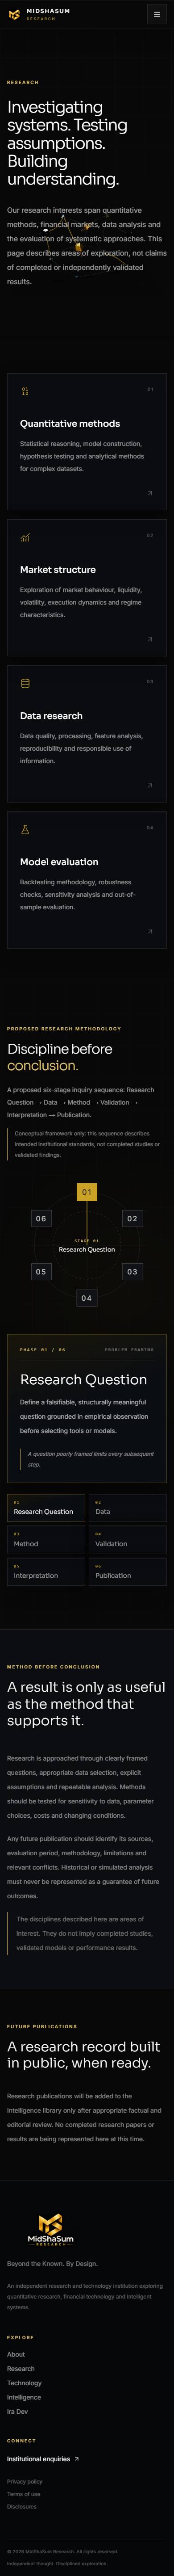 MIDSHASUM
RESEARCH
RESEARCH
Investigating
systems. Testing
assumptions.
Building
understanding.
Our research interests span quantitative
methods, financial markets, data analysis and
the evaluation of systematic approaches. This
page describes areas of exploration, not claims
of completed or independently validated
results.
01
10
01
Quantitative methods
Statistical reasoning, model construction,
hypothesis testing and analytical methods
for complex datasets.
02
Market structure
Exploration of market behaviour, liquidity,
volatility, execution dynamics and regime
characteristics.
03
Data research
Data quality, processing, feature analysis,
reproducibility and responsible use of
information.
04
Model evaluation
Backtesting methodology, robustness
checks, sensitivity analysis and out-of-
sample evaluation.
PROPOSED RESEARCH METHODOLOGY
Discipline before
conclusion.
A proposed six-stage inquiry sequence: Research
Question → Data → Method → Validation →
Interpretation → Publication.
Conceptual framework only: this sequence describes
intended institutional standards, not completed studies or
validated findings.
01
06
02
STAGE 01
Research Question
05
03
04
PHASE 01 / 06
PROBLEM FRAMING
Research Question
Define a falsifiable, structurally meaningful
question grounded in empirical observation
before selecting tools or models.
A question poorly framed limits every subsequent
step.
01
Research Question
02
Data
03
Method
04
Validation
05
Interpretation
06
Publication
METHOD BEFORE CONCLUSION
A result is only as useful
as the method that
supports it.
Research is approached through clearly framed
questions, appropriate data selection, explicit
assumptions and repeatable analysis. Methods
should be tested for sensitivity to data, parameter
choices, costs and changing conditions.
Any future publication should identify its sources,
evaluation period, methodology, limitations and
relevant conflicts. Historical or simulated analysis
must never be represented as a guarantee of future
outcomes.
The disciplines described here are areas of
interest. They do not imply completed studies,
validated models or performance results.
FUTURE PUBLICATIONS
A research record built
in public, when ready.
Research publications will be added to the
Intelligence library only after appropriate factual and
editorial review. No completed research papers or
results are being represented here at this time.
MidShaSum
RESEARCH
Beyond the Known. By Design.
An independent research and technology institution exploring
quantitative research, financial technology and intelligent
systems.
EXPLORE
About
Research
Technology
Intelligence
Ira Dev
CONNECT
Institutional enquiries ↗
Privacy policy
Terms of use
Disclosures
© 2026 MidShaSum Research. All rights reserved.
Independent thought. Disciplined exploration.